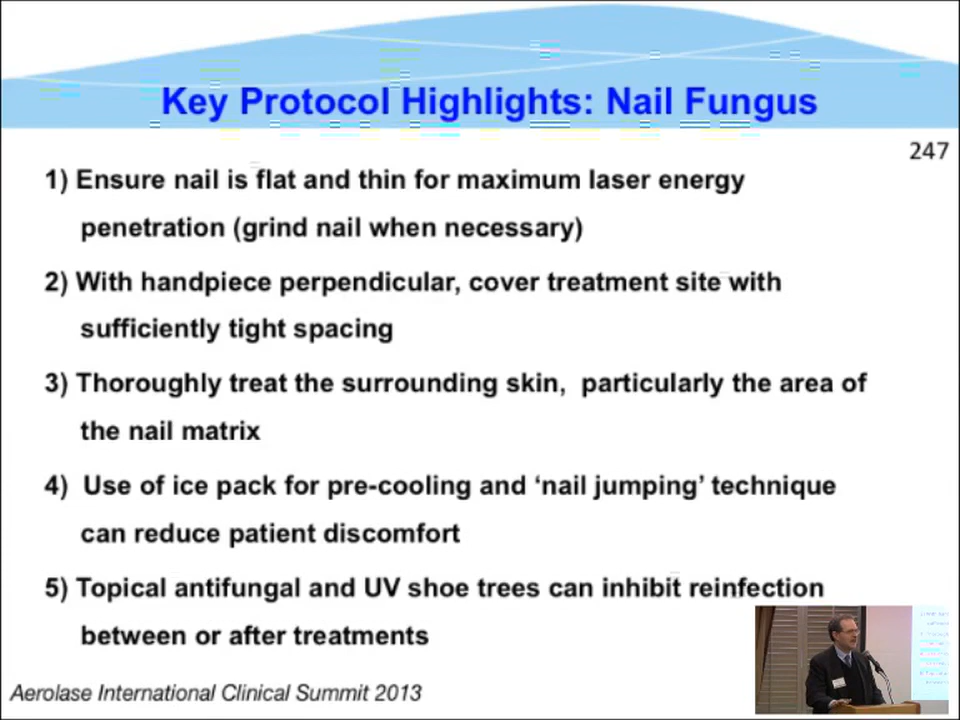 Key Protocol Highlights: Nail Fungus
247
1) Ensure nail is flat and thin for maximum laser energy
penetration (grind nail when necessary)
2) With handpiece perpendicular, cover treatment site with
sufficiently tight spacing
3) Thoroughly treat the surrounding skin, particularly the area of
the nail matrix
4) Use of ice pack for pre-cooling and ‘nail jumping’ technique
can reduce patient discomfort
5) Topical antifungal and UV shoe trees can inhibit reinfection
between or after treatments
Aerolase International Clinical Summit 2013